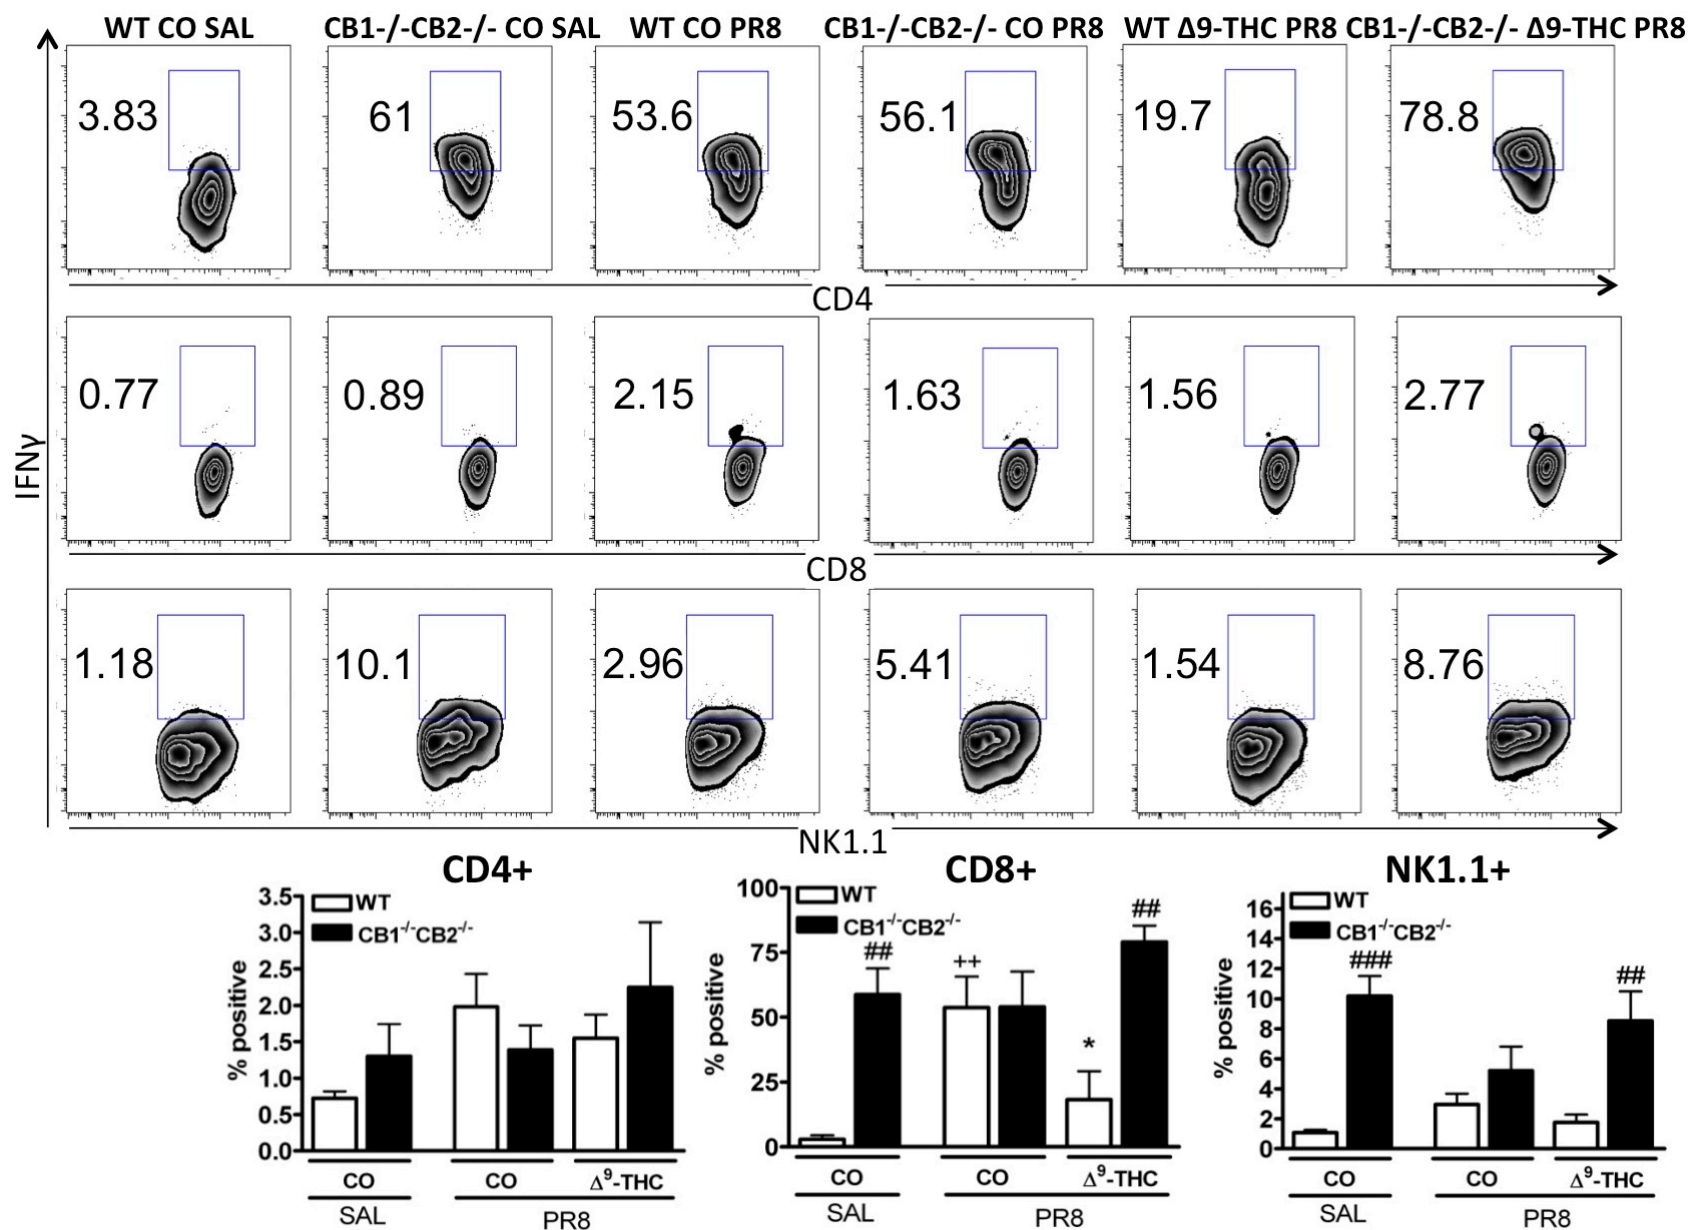 WT CO SAL CB1-/-CB2-/- CO SAL WT CO PR8 CB1-/-CB2-/- CO PR8 WT Δ9-THC PR8 CB1-/-CB2-/- Δ9-THC PR8
3.83 61 53.6 56.1 19.7 78.8
CD4
0.77 0.89 2.15 1.63 1.56 2.77
IFNγ
CD8
1.18 10.1 2.96 5.41 1.54 8.76
NK1.1
CD4+
3.5
3.0
2.5
2.0
1.5
1.0
0.5
0.0
% positive
WT
CB1-/-CB2-/-
CO CO Δ9-THC
SAL PR8
CD8+
100
75
50
25
0
% positive
WT
CB1-/-CB2-/-
## ++ * ##
CO CO Δ9-THC
SAL PR8
NK1.1+
16
14
12
10
8
6
4
2
0
% positive
WT
CB1-/-CB2-/-
### ##
CO CO Δ9-THC
SAL PR8